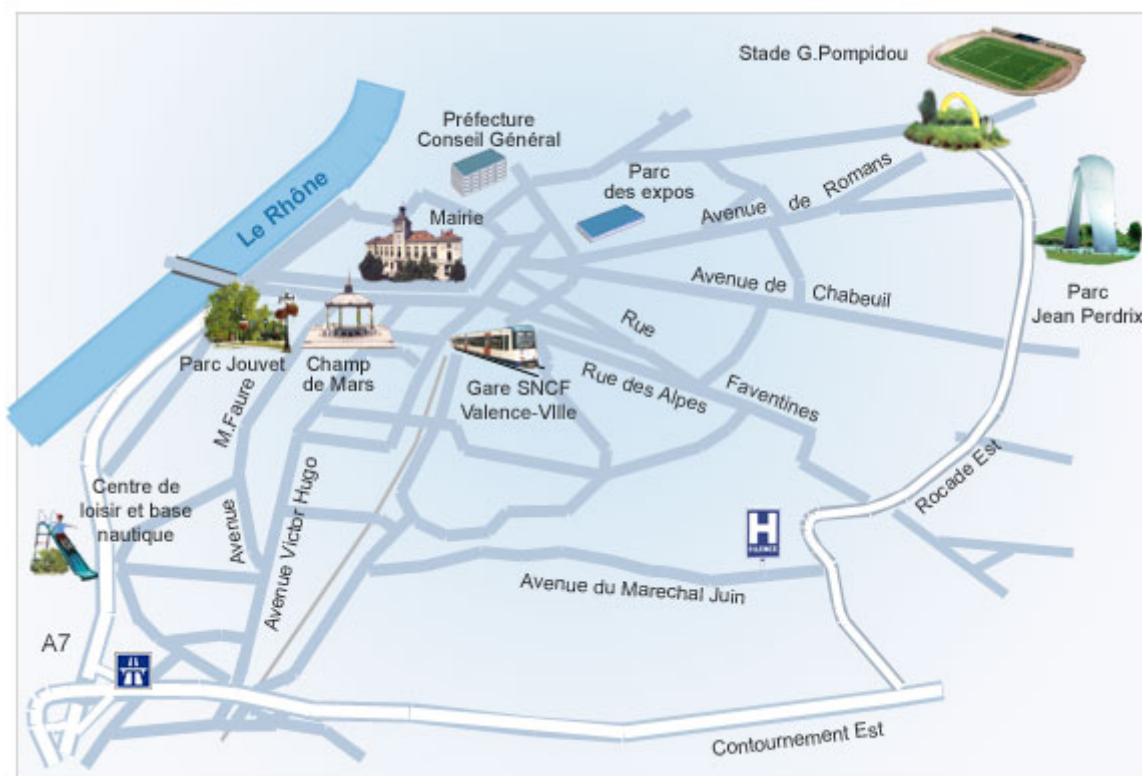 Stade G.Pompidou
Préfecture
Conseil Général
Parc
des expos
Avenue de Romans
Le Rhône
Mairie
Avenue de Chabeuil
Parc
Jean Perdrix
Parc Jouvet
Champ
de Mars
Gare SNCF
Valence-VIlle
Rue Faventines
Rue des Alpes
Avenue M.Faure
Avenue Victor Hugo
Centre de
loisir et base
nautique
Rocade Est
H
Avenue du Marechal Juin
A7
Contournement Est